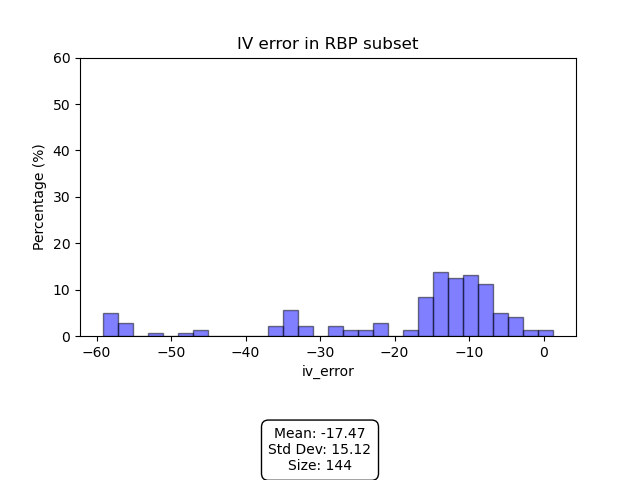 IV error in RBP subset
60
50
40
30
20
10
0
Percentage (%)
−60
−50
−40
−30
−20
−10
0
iv_error
Mean: -17.47
Std Dev: 15.12
Size: 144